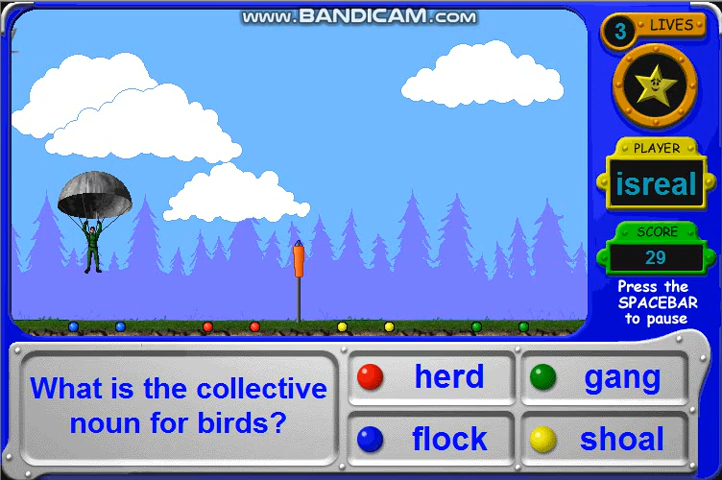 www.BANDICAM.com
3 LIVES
PLAYER
isreal
SCORE
29
Press the
SPACEBAR
to pause
What is the collective
noun for birds?
herd
gang
flock
shoal